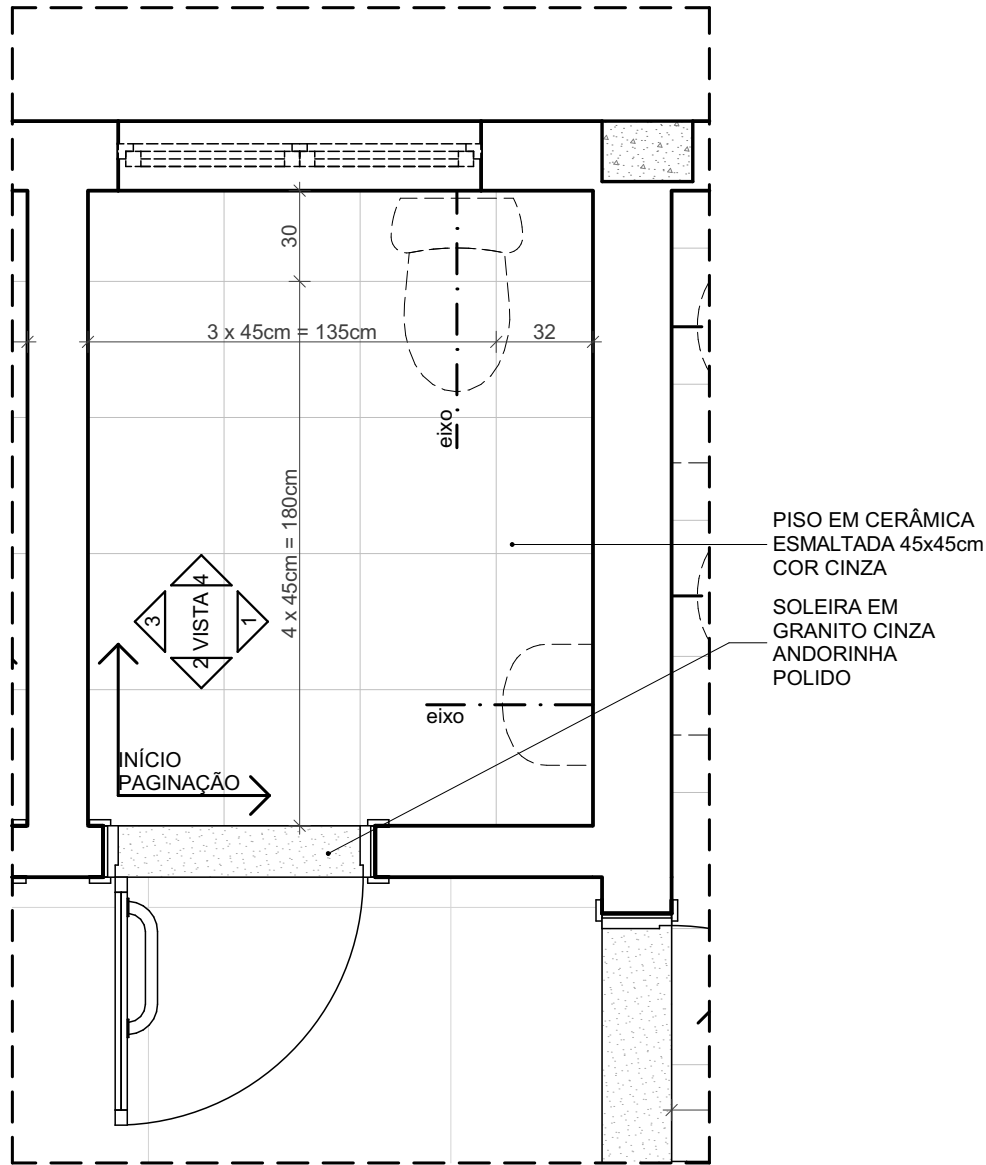 30
3 x 45cm = 135cm
32
eixo
4 x 45cm = 180cm
PISO EM CERÂMICA
ESMALTADA 45x45cm
COR CINZA
SOLEIRA EM
GRANITO CINZA
ANDORINHA
POLIDO
4
3
VISTA
1
2
eixo
INÍCIO
PAGINAÇÃO